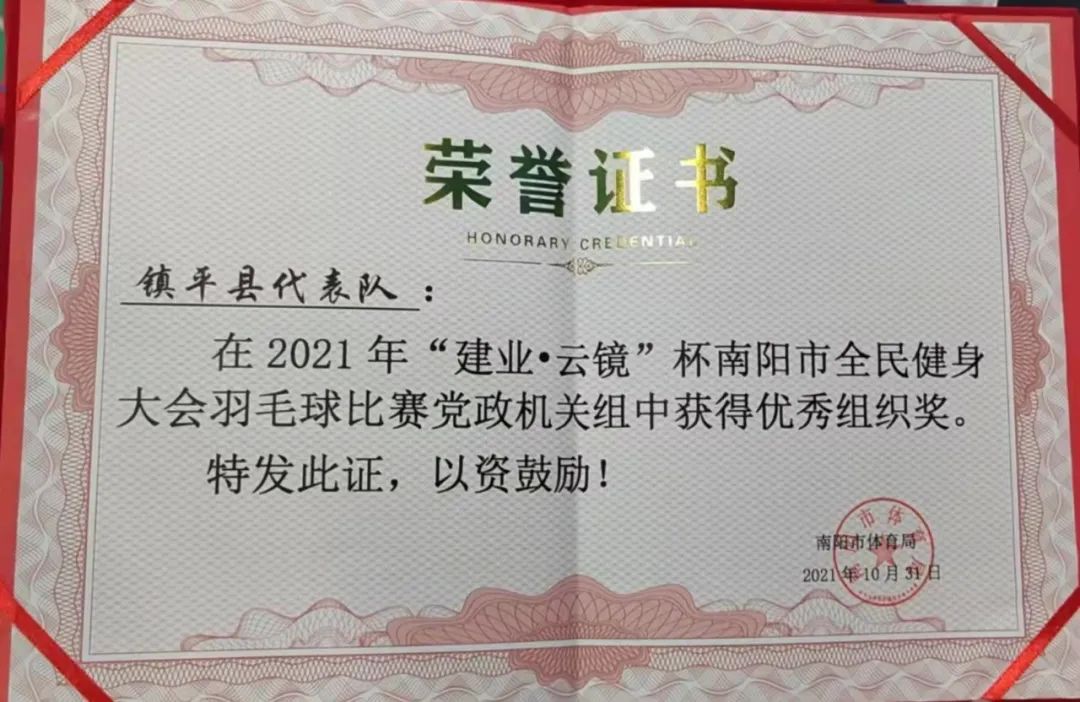 荣誉证书
HONORARY CREDENTIAL
镇平县代表队：
在2021年“建业·云镜”杯南阳市全民健身
大会羽毛球比赛党政机关组中获得优秀组织奖。
特发此证，以资鼓励！
南阳市体育局
2021年10月31日